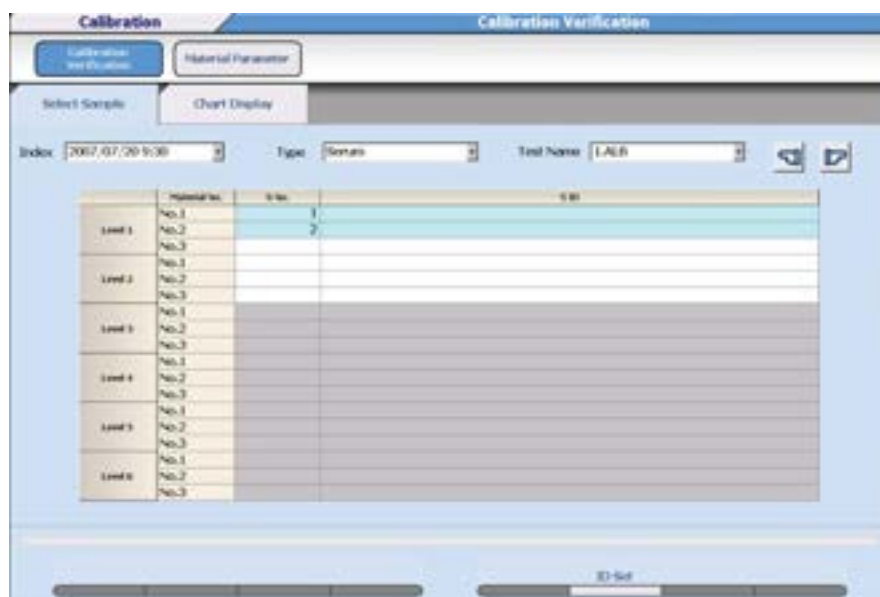 Calibration Calibration Verification
Calibration
Verification
Material Parameter
Select Sample Chart Display
Index 2007/07/20 9:30 Type Serum Test Name 1.ALB
Material No. S No. S ID
Level 1
No.1 1
No.2 2
No.3
Level 2
No.1
No.2
No.3
Level 3
No.1
No.2
No.3
Level 4
No.1
No.2
No.3
Level 5
No.1
No.2
No.3
Level 6
No.1
No.2
No.3
ID Set